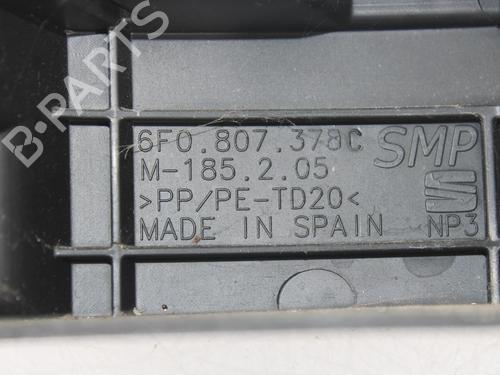 B-PARTS
6F0.807.378C
SMP
M-185.2.05
>PP/PE-TD20<
MADE IN SPAIN NP3